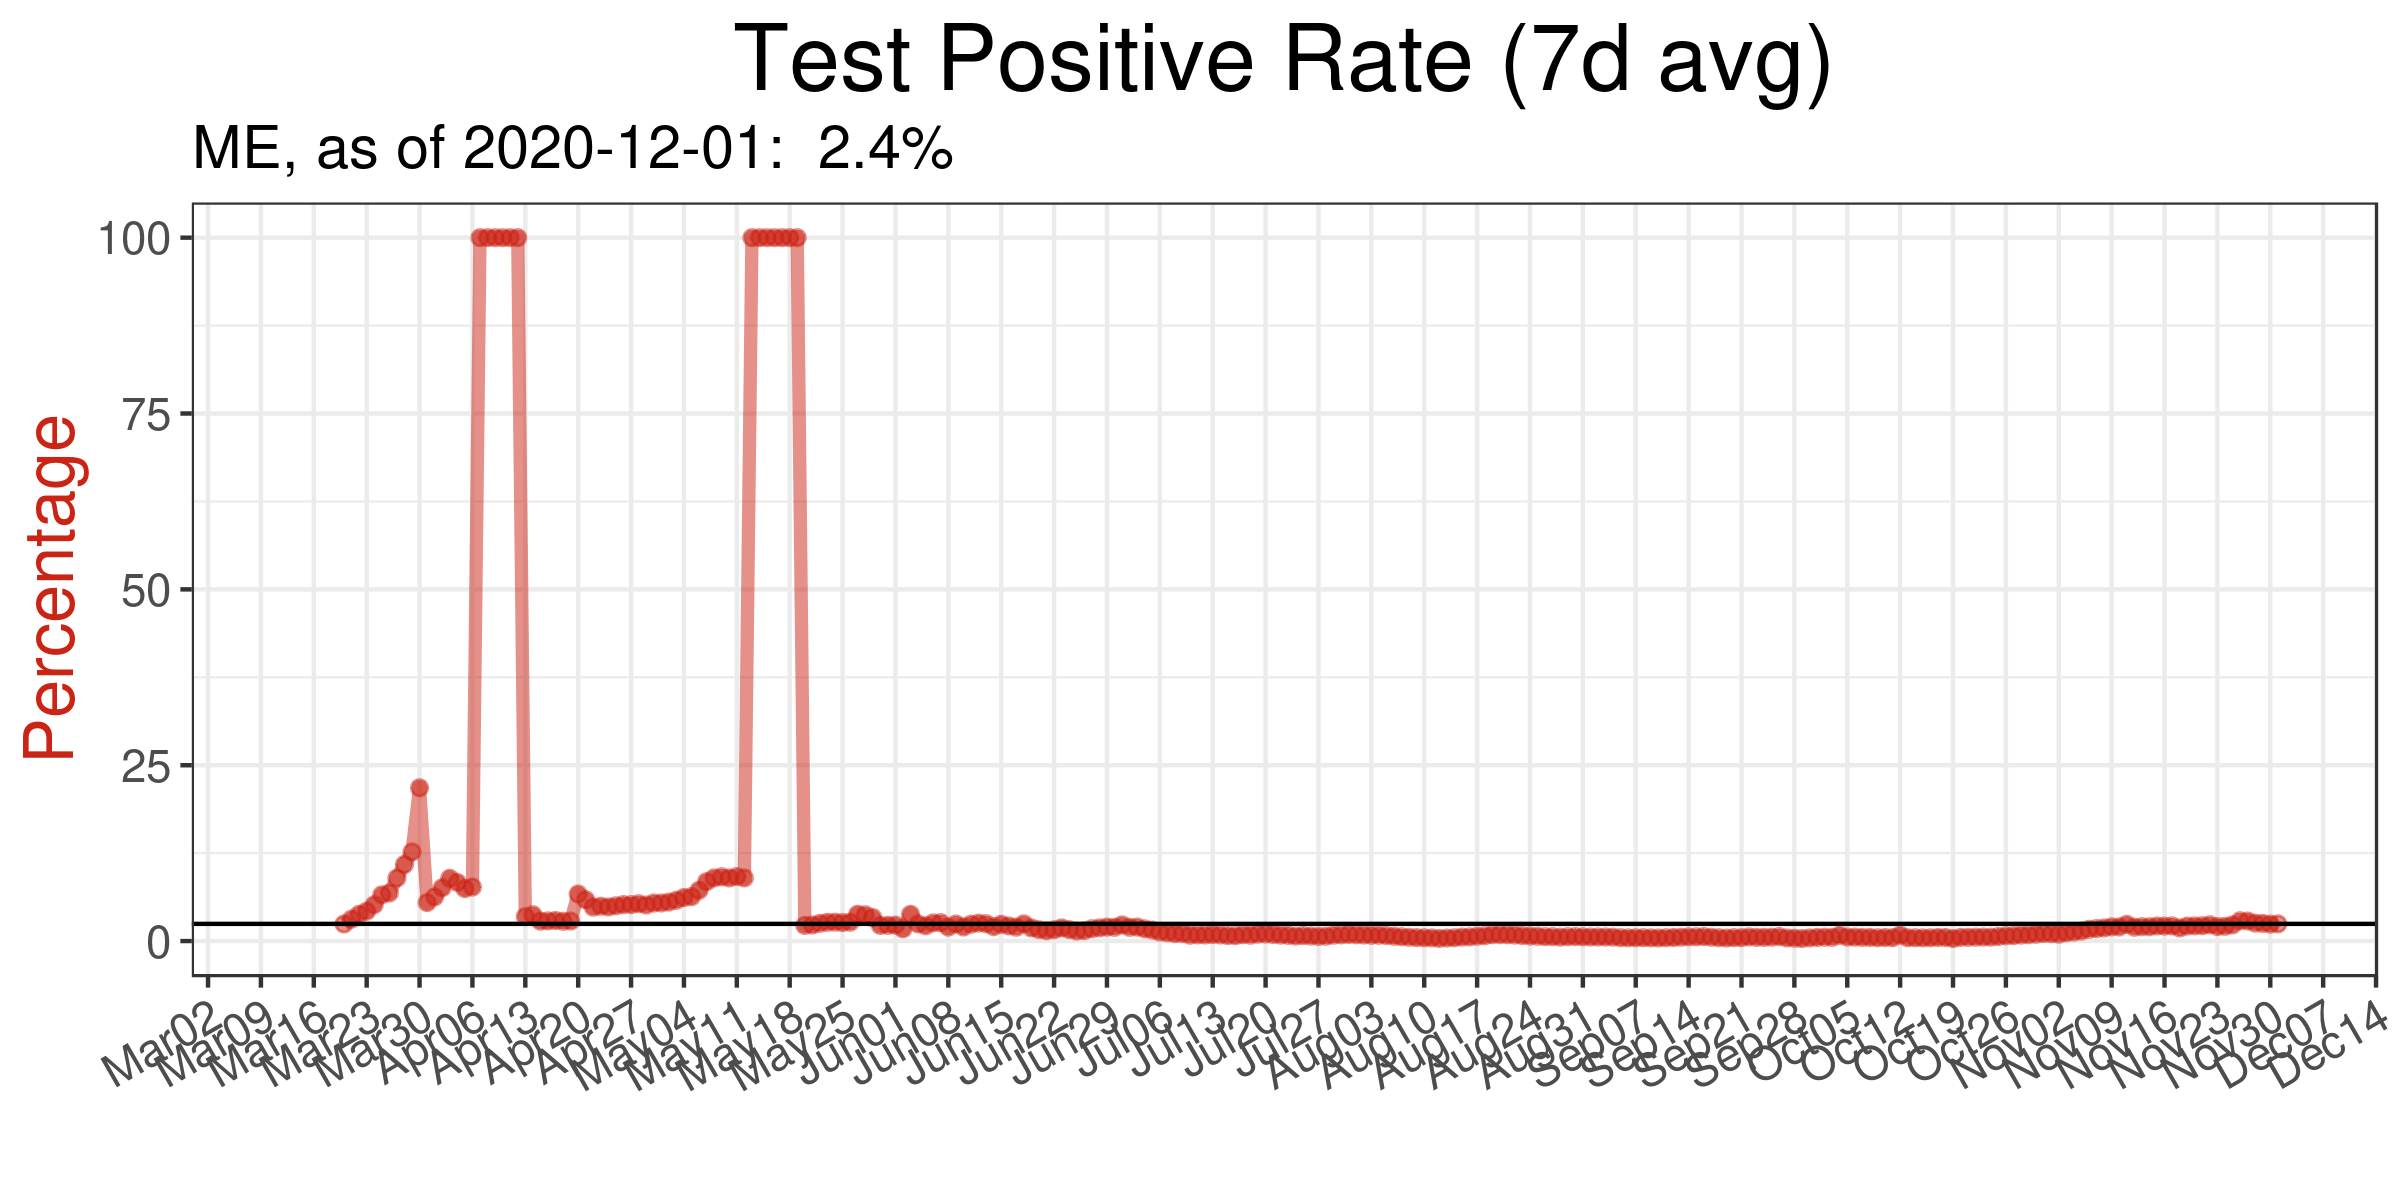 Test Positive Rate (7d avg)
ME, as of 2020-12-01:  2.4%
Percentage
100
75
50
25
0
Mar02
Mar09
Mar16
Mar23
Mar30
Apr06
Apr13
Apr20
Apr27
May04
May11
May18
May25
Jun01
Jun08
Jun15
Jun22
Jun29
Jul06
Jul13
Jul20
Jul27
Aug03
Aug10
Aug17
Aug24
Aug31
Sep07
Sep14
Sep21
Sep28
Oct05
Oct12
Oct19
Oct26
Nov02
Nov09
Nov16
Nov23
Nov30
Dec07
Dec14